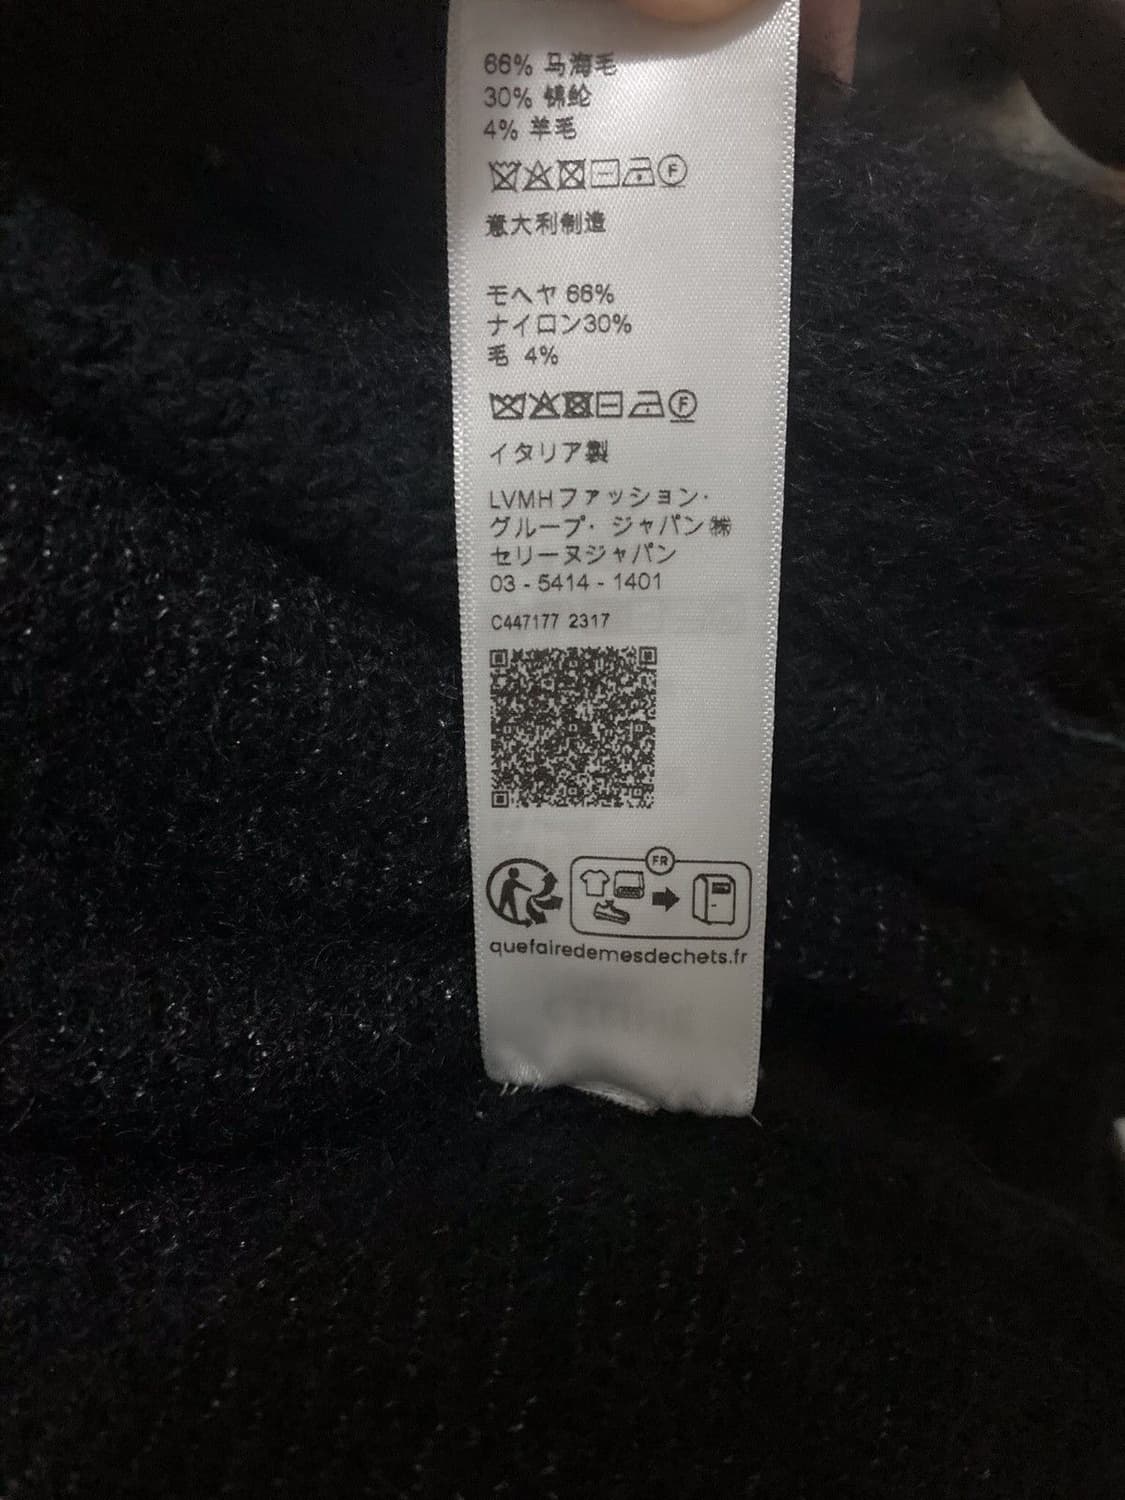 66% 马海毛
30% 锦纶
4% 羊毛
F
意大利制造
モヘヤ 66%
ナイロン30%
毛 4%
F
イタリア製
LVMHファッション・
グループ・ジャパン㈱
セリーヌジャパン
03 - 5414 - 1401
C447177 2317
FR
quefairedemesdechets.fr